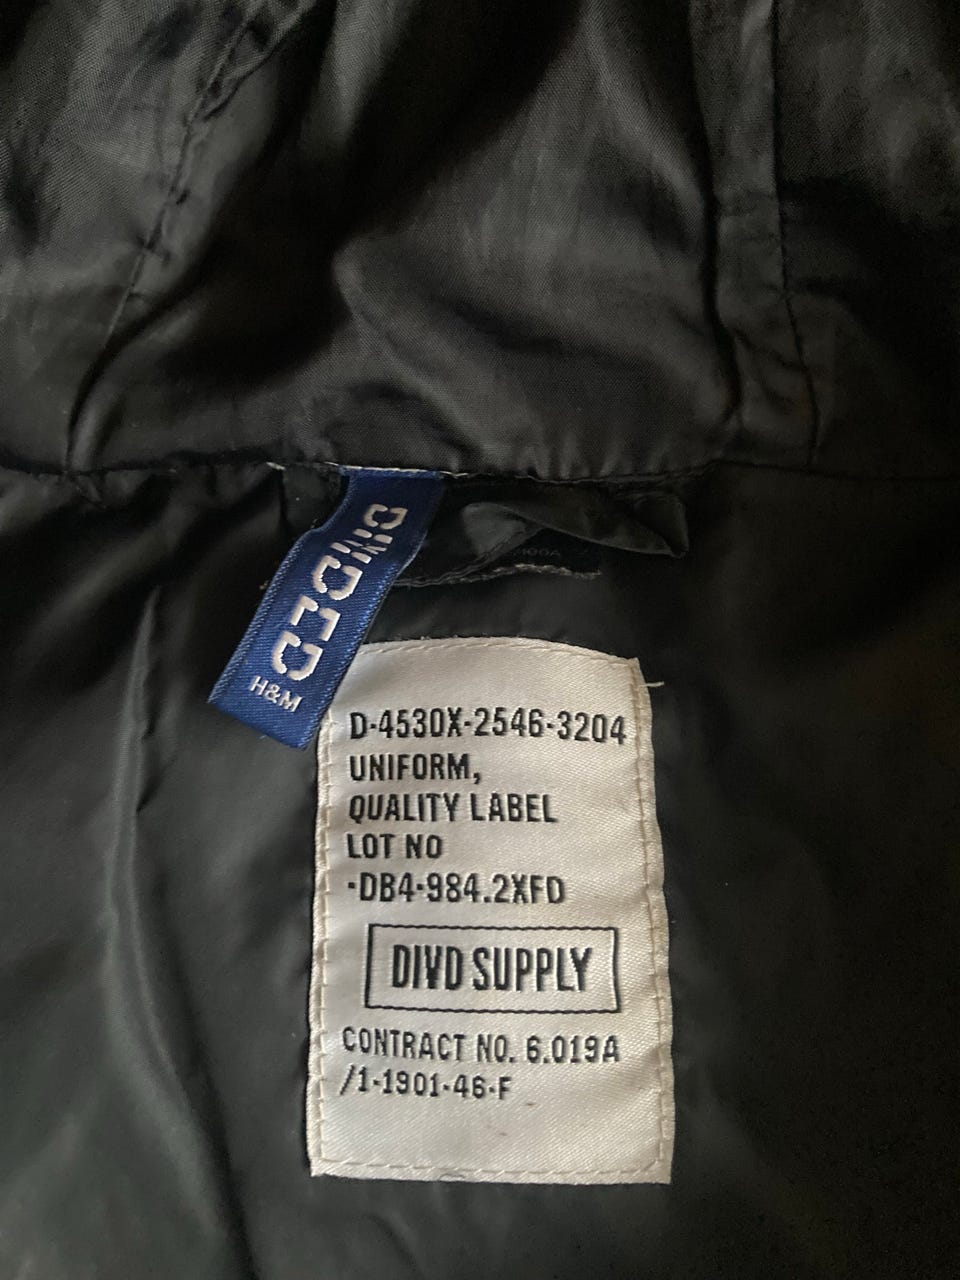 DIVIDED
H&M
D-4530X-2546-3204
UNIFORM,
QUALITY LABEL
LOT NO
-DB4-984.2XFD
DIVD SUPPLY
CONTRACT NO. 6.019A
/1-1901-46-F